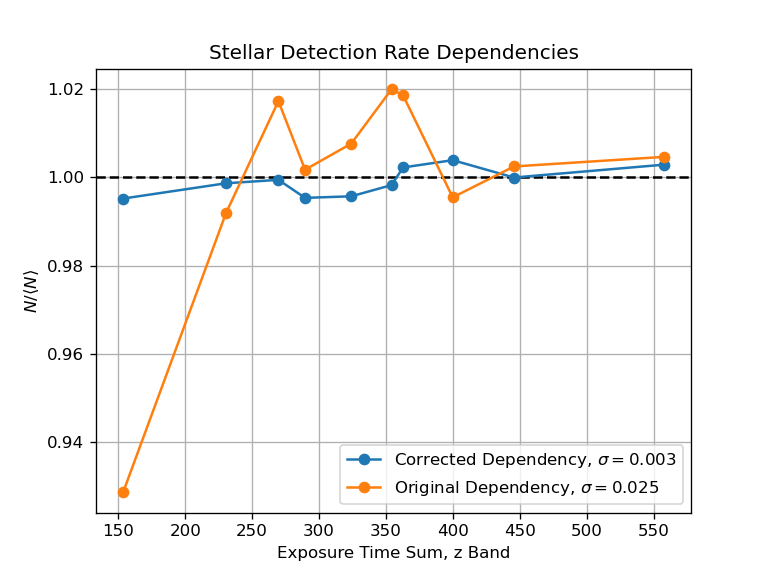 Stellar Detection Rate Dependencies
1.02
1.00
0.98
0.96
0.94
N/⟨N⟩
150 200 250 300 350 400 450 500 550
Exposure Time Sum, z Band
Corrected Dependency, σ = 0.003
Original Dependency, σ = 0.025